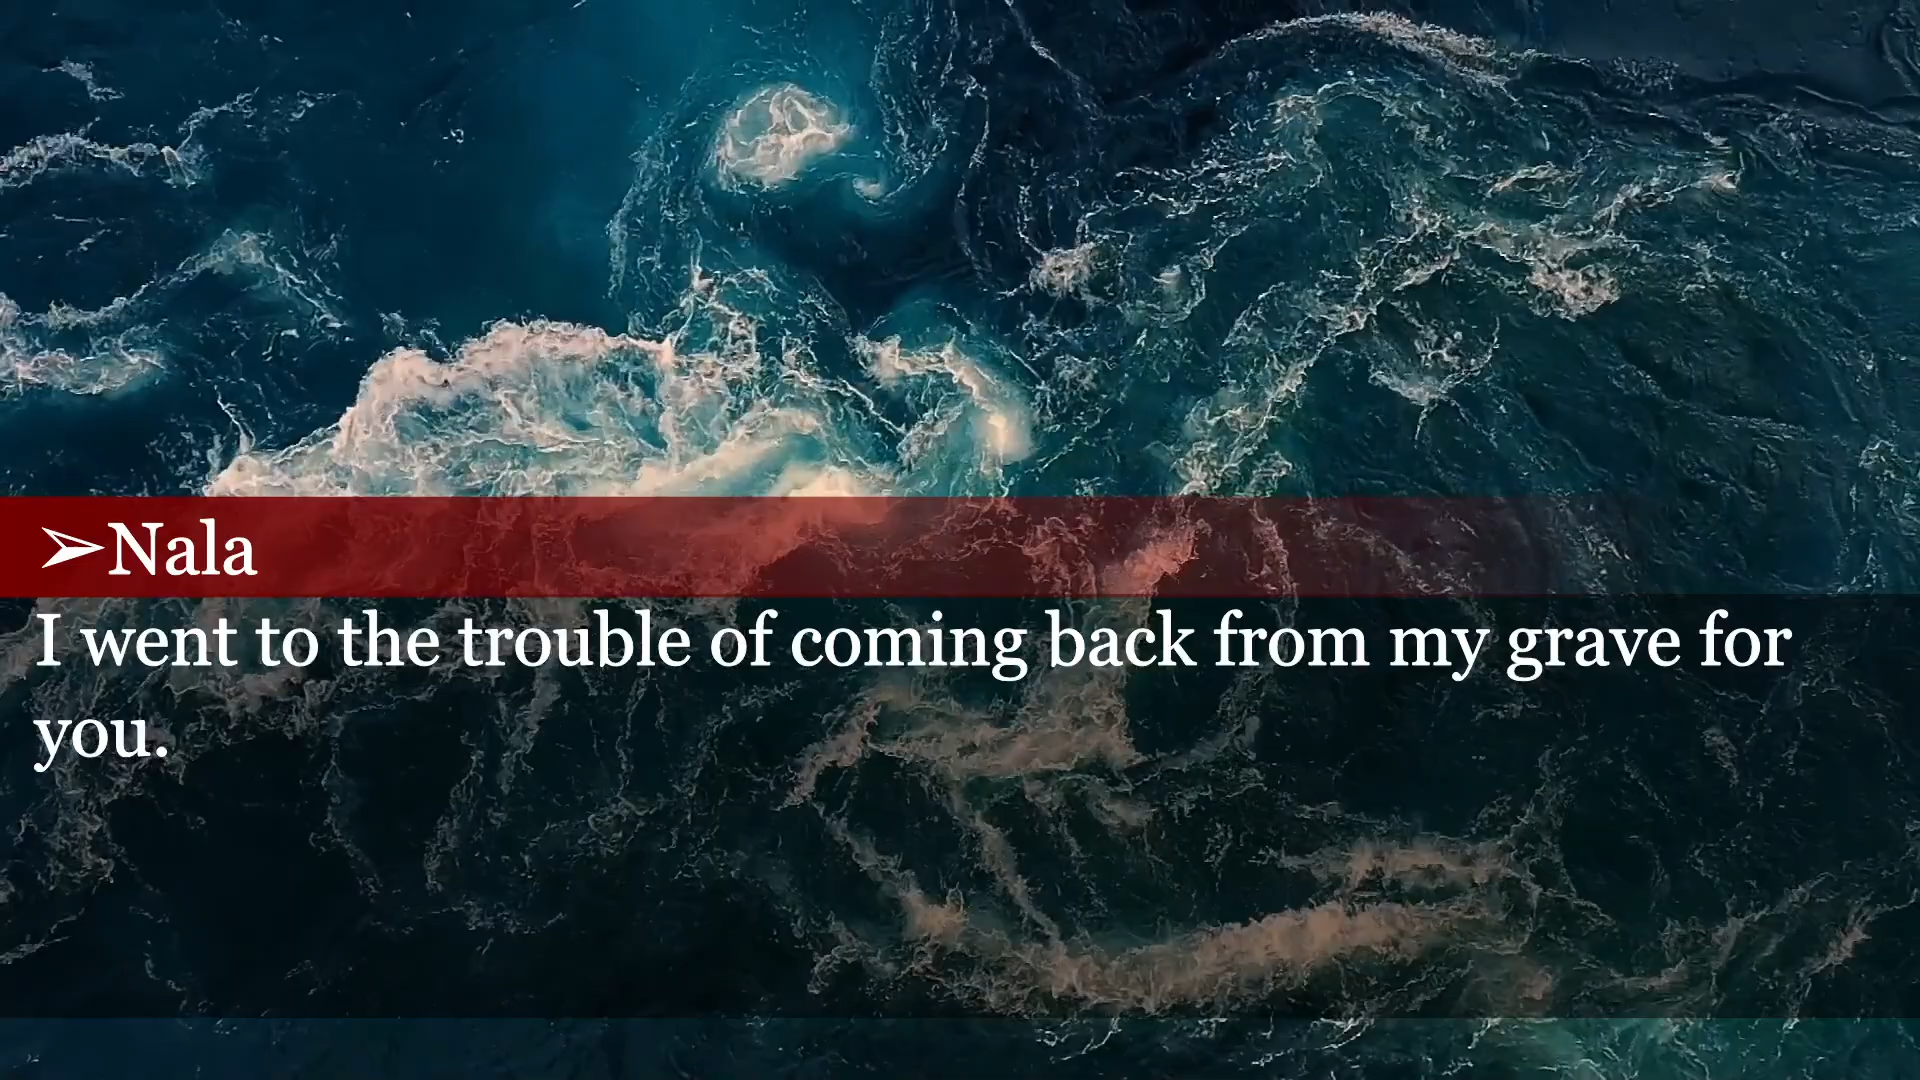 ➢Nala
I went to the trouble of coming back from my grave for
you.